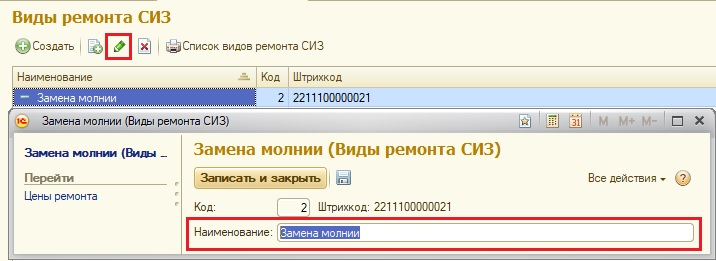 Виды ремонта СИЗ
Создать Список видов ремонта СИЗ
Наименование Код Штрихкод
Замена молнии 2 2211100000021
1С Замена молнии (Виды ремонта СИЗ) 31 M M+ M-
Замена молнии (Виды ... Замена молнии (Виды ремонта СИЗ)
Перейти Записать и закрыть Все действия ?
Цены ремонта
Код: 2 Штрихкод: 2211100000021
Наименование: Замена молнии